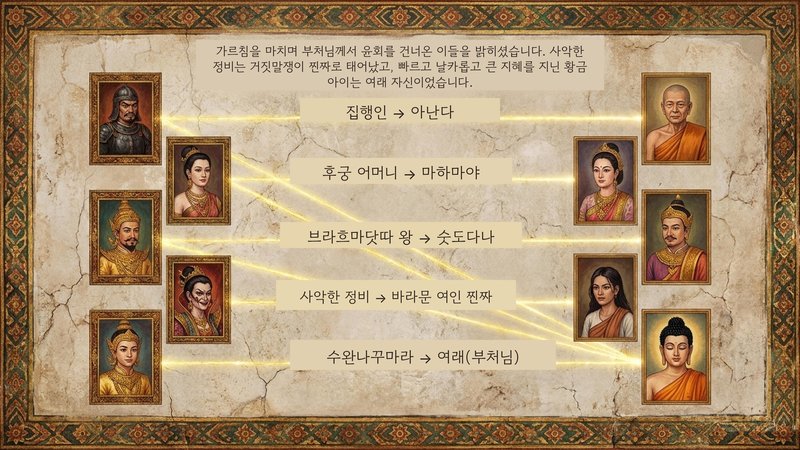 가르침을 마치며 부처님께서 윤회를 건너온 이들을 밝히셨습니다. 사악한
정비는 거짓말쟁이 찐짜로 태어났고, 빠르고 날카롭고 큰 지혜를 지닌 황금
아이는 여래 자신이었습니다.
집행인 → 아난다
후궁 어머니 → 마하마야
브라흐마닷따 왕 → 숫도다나
사악한 정비 → 바라문 여인 찐짜
수완나꾸마라 → 여래(부처님)